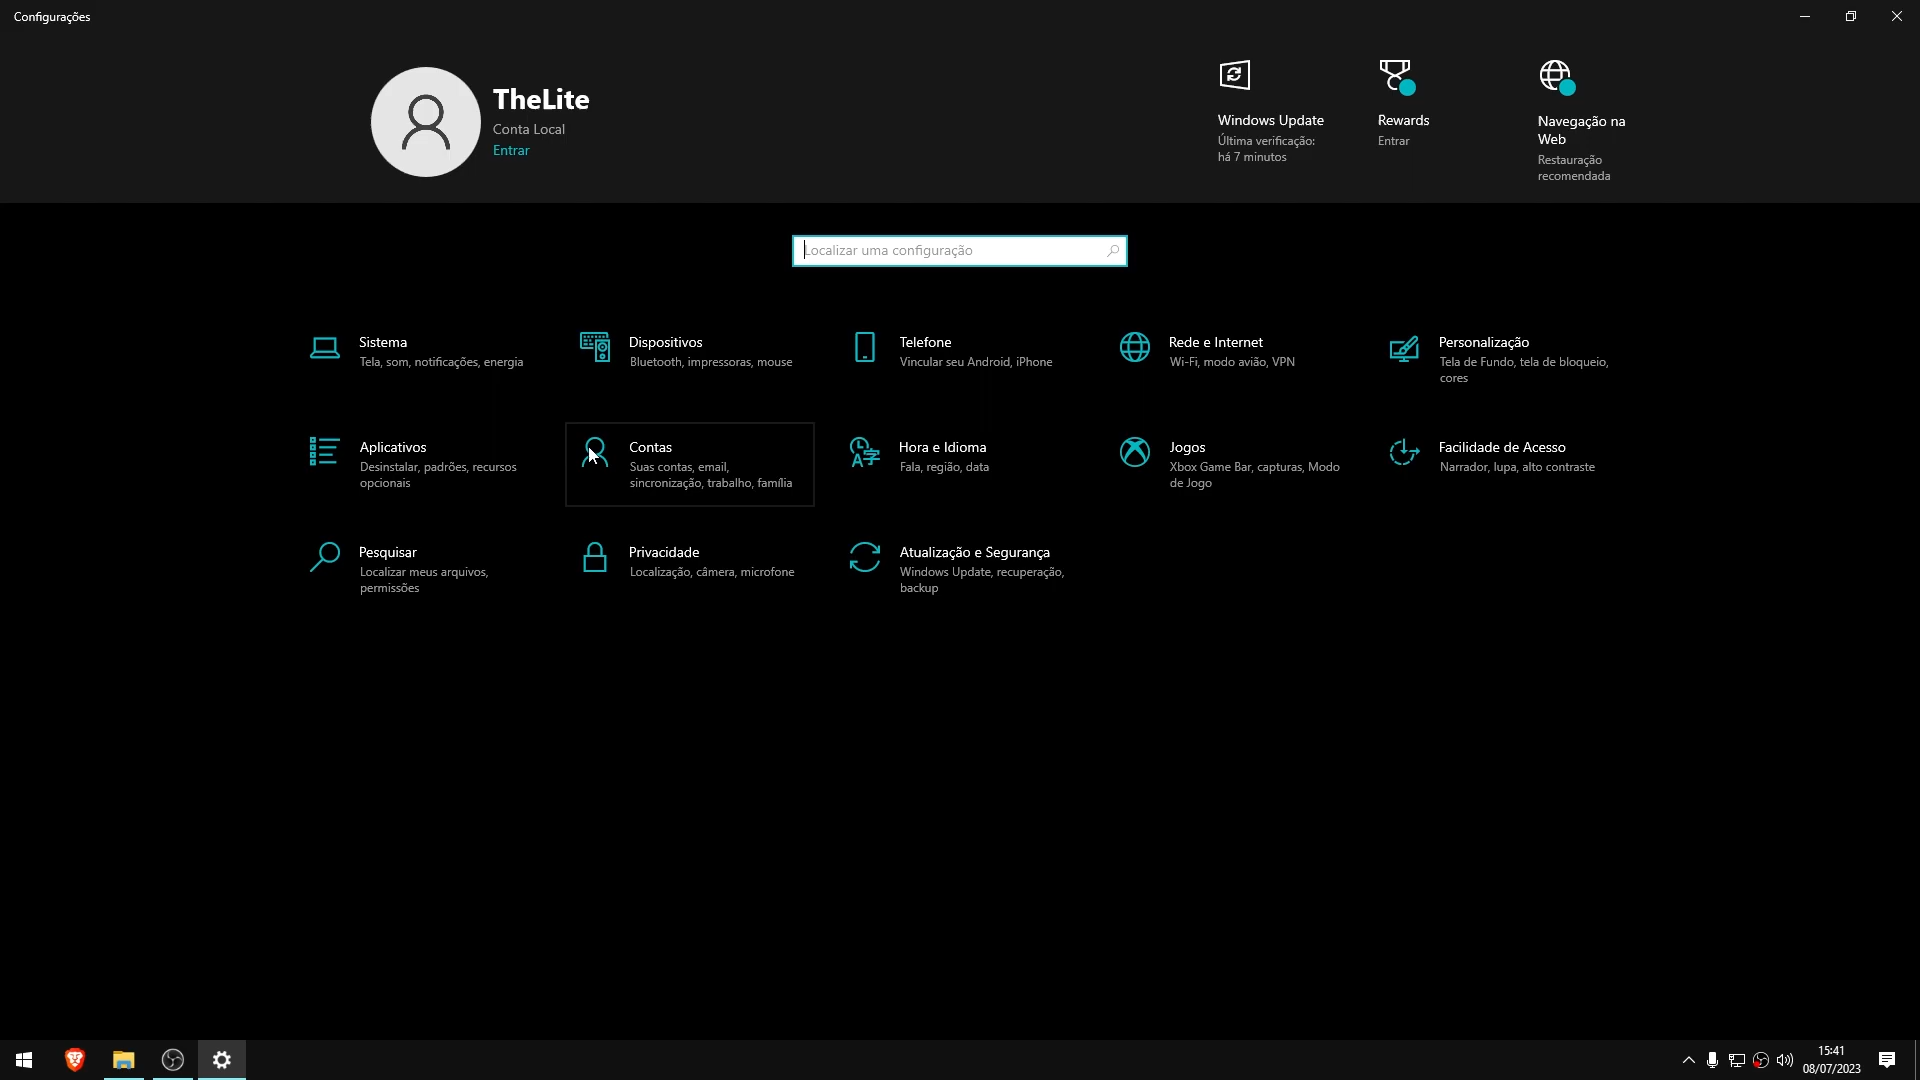 Configurações
TheLite
Conta Local
Entrar
Windows Update
Última verificação:
há 7 minutos
Rewards
Entrar
Navegação na
Web
Restauração
recomendada
Localizar uma configuração
Sistema
Tela, som, notificações, energia
Dispositivos
Bluetooth, impressoras, mouse
Telefone
Vincular seu Android, iPhone
Rede e Internet
Wi-Fi, modo avião, VPN
Personalização
Tela de Fundo, tela de bloqueio,
cores
Aplicativos
Desinstalar, padrões, recursos
opcionais
Contas
Suas contas, email,
sincronização, trabalho, família
Hora e Idioma
Fala, região, data
Jogos
Xbox Game Bar, capturas, Modo
de Jogo
Facilidade de Acesso
Narrador, lupa, alto contraste
Pesquisar
Localizar meus arquivos,
permissões
Privacidade
Localização, câmera, microfone
Atualização e Segurança
Windows Update, recuperação,
backup
15:41
08/07/2023